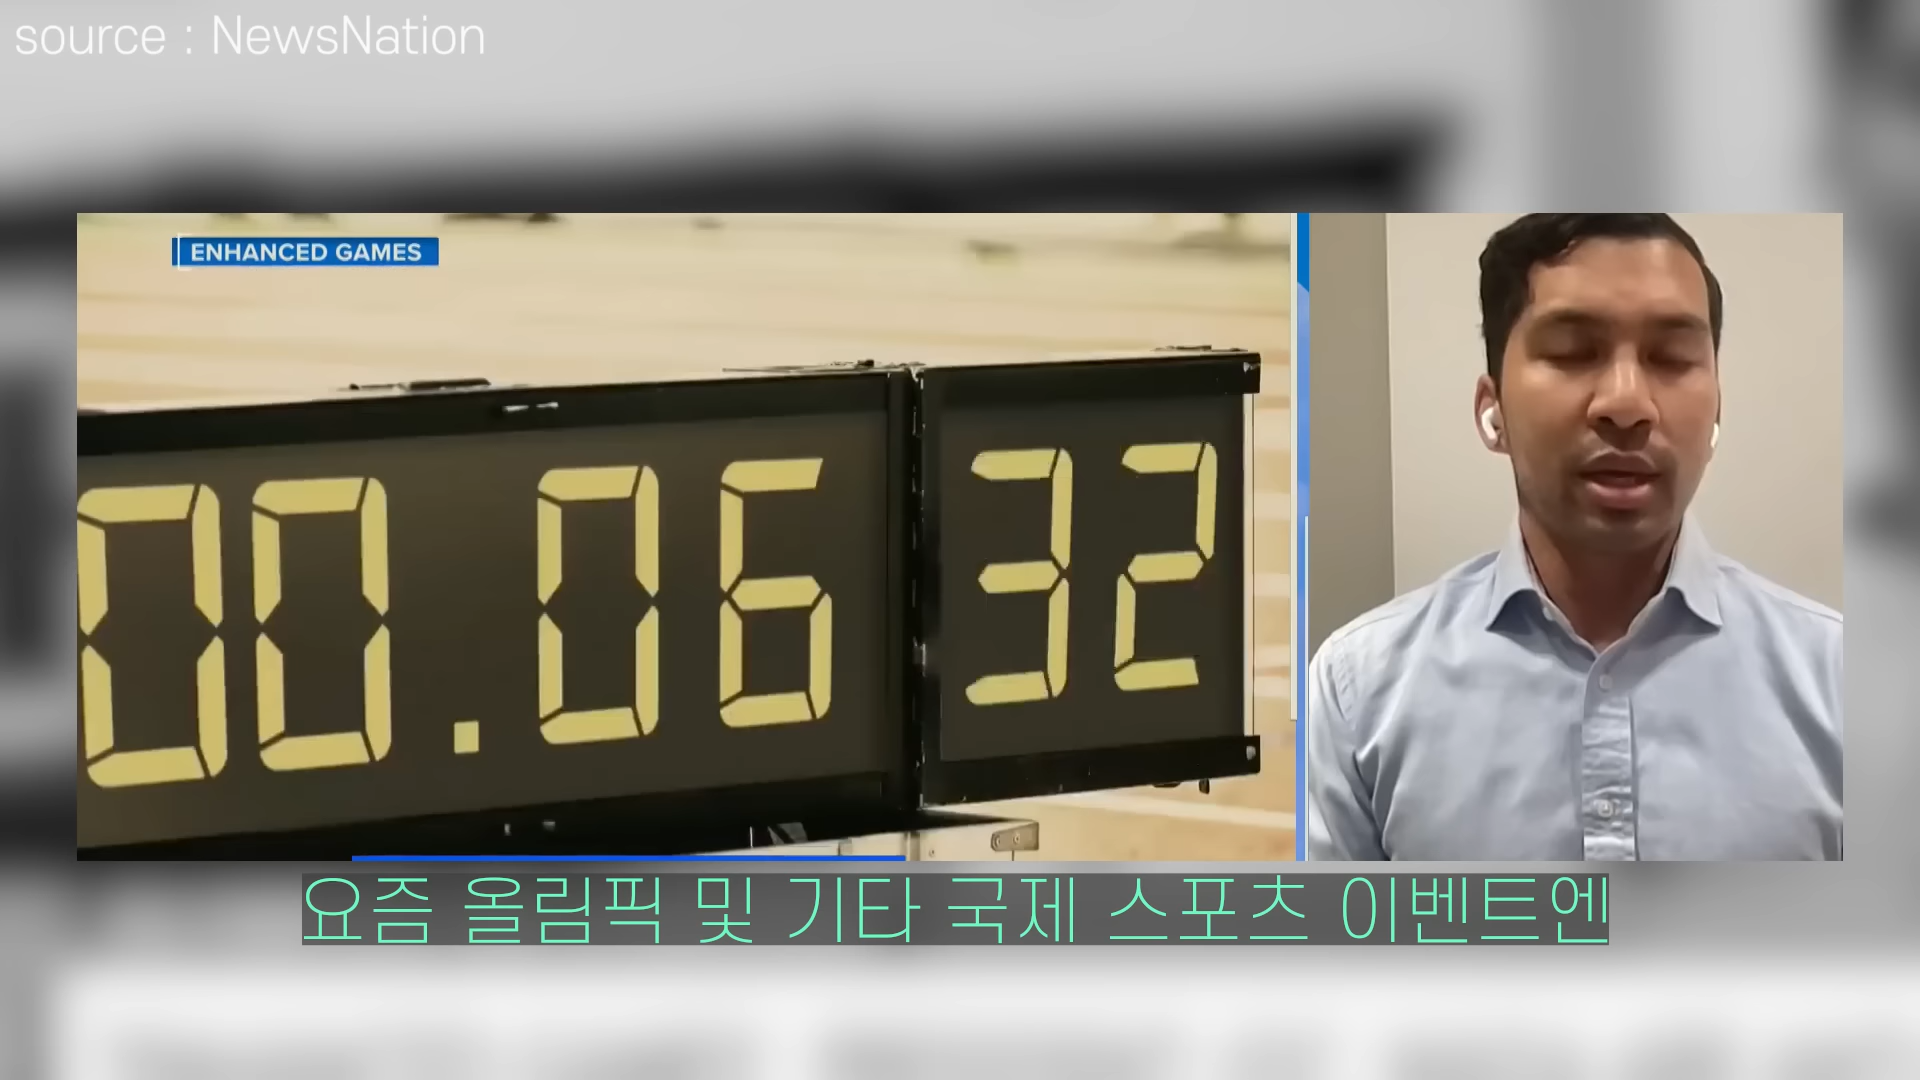 source : NewsNation
ENHANCED GAMES
00.06 32
요즘 올림픽 및 기타 국제 스포츠 이벤트엔